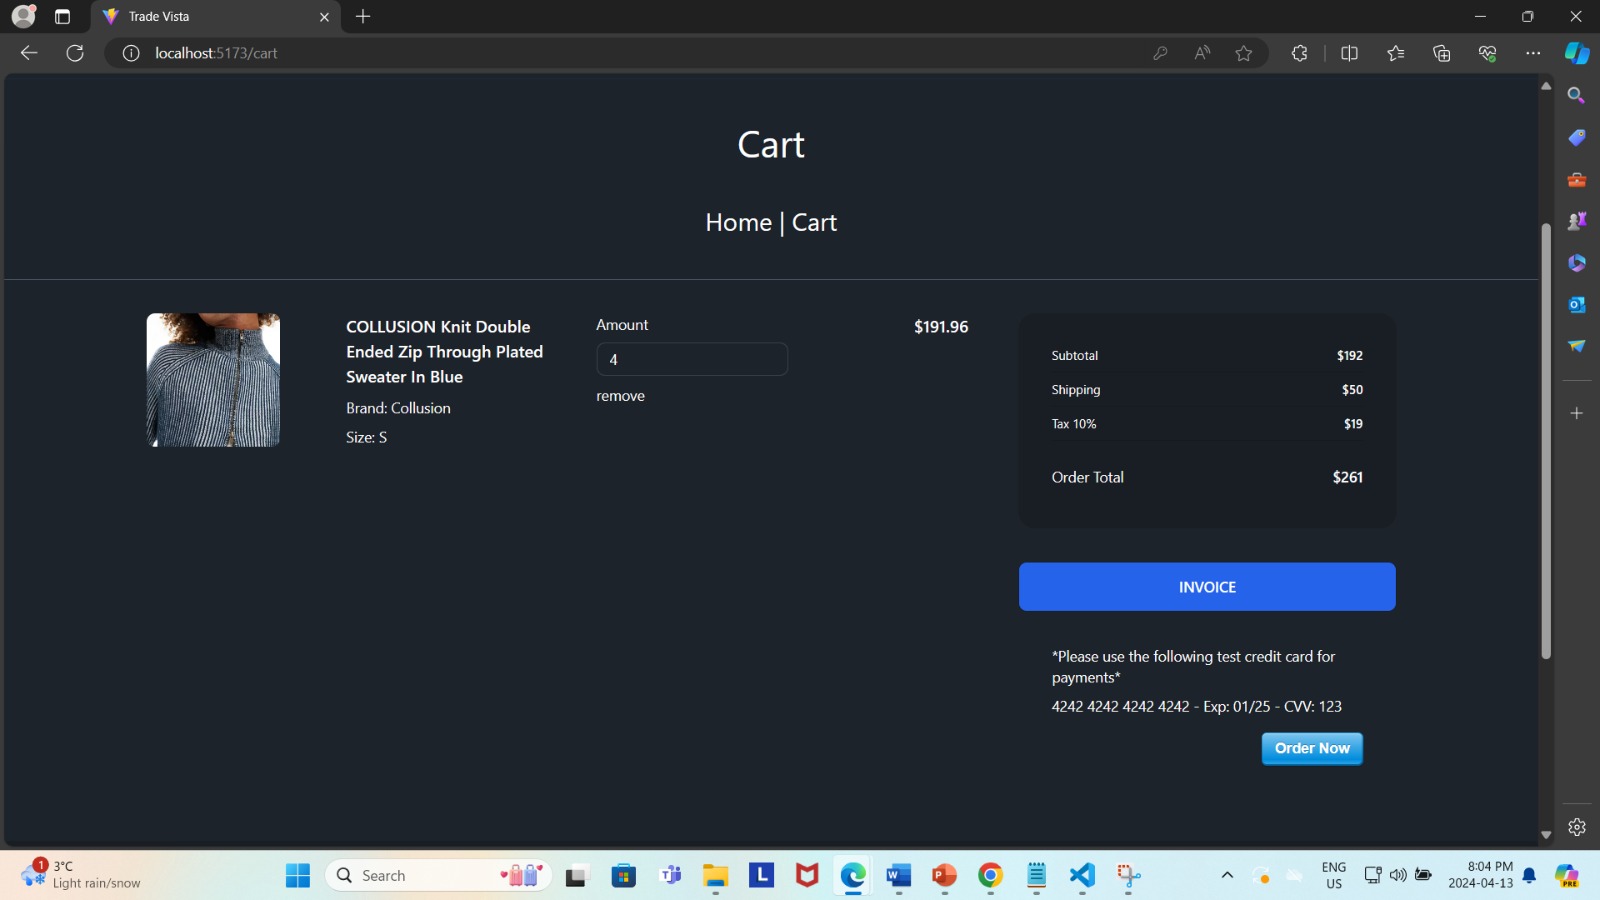 Trade Vista
localhost:5173/cart
Cart
Home | Cart
COLLUSION Knit Double
Ended Zip Through Plated
Sweater In Blue
Brand: Collusion
Size: S
Amount
4
remove
$191.96
Subtotal $192
Shipping $50
Tax 10% $19
Order Total $261
INVOICE
*Please use the following test credit card for
payments*
4242 4242 4242 4242 - Exp: 01/25 - CVV: 123
Order Now
1
3°C
Light rain/snow
Search
L
ENG
US
8:04 PM
2024-04-13
PRE